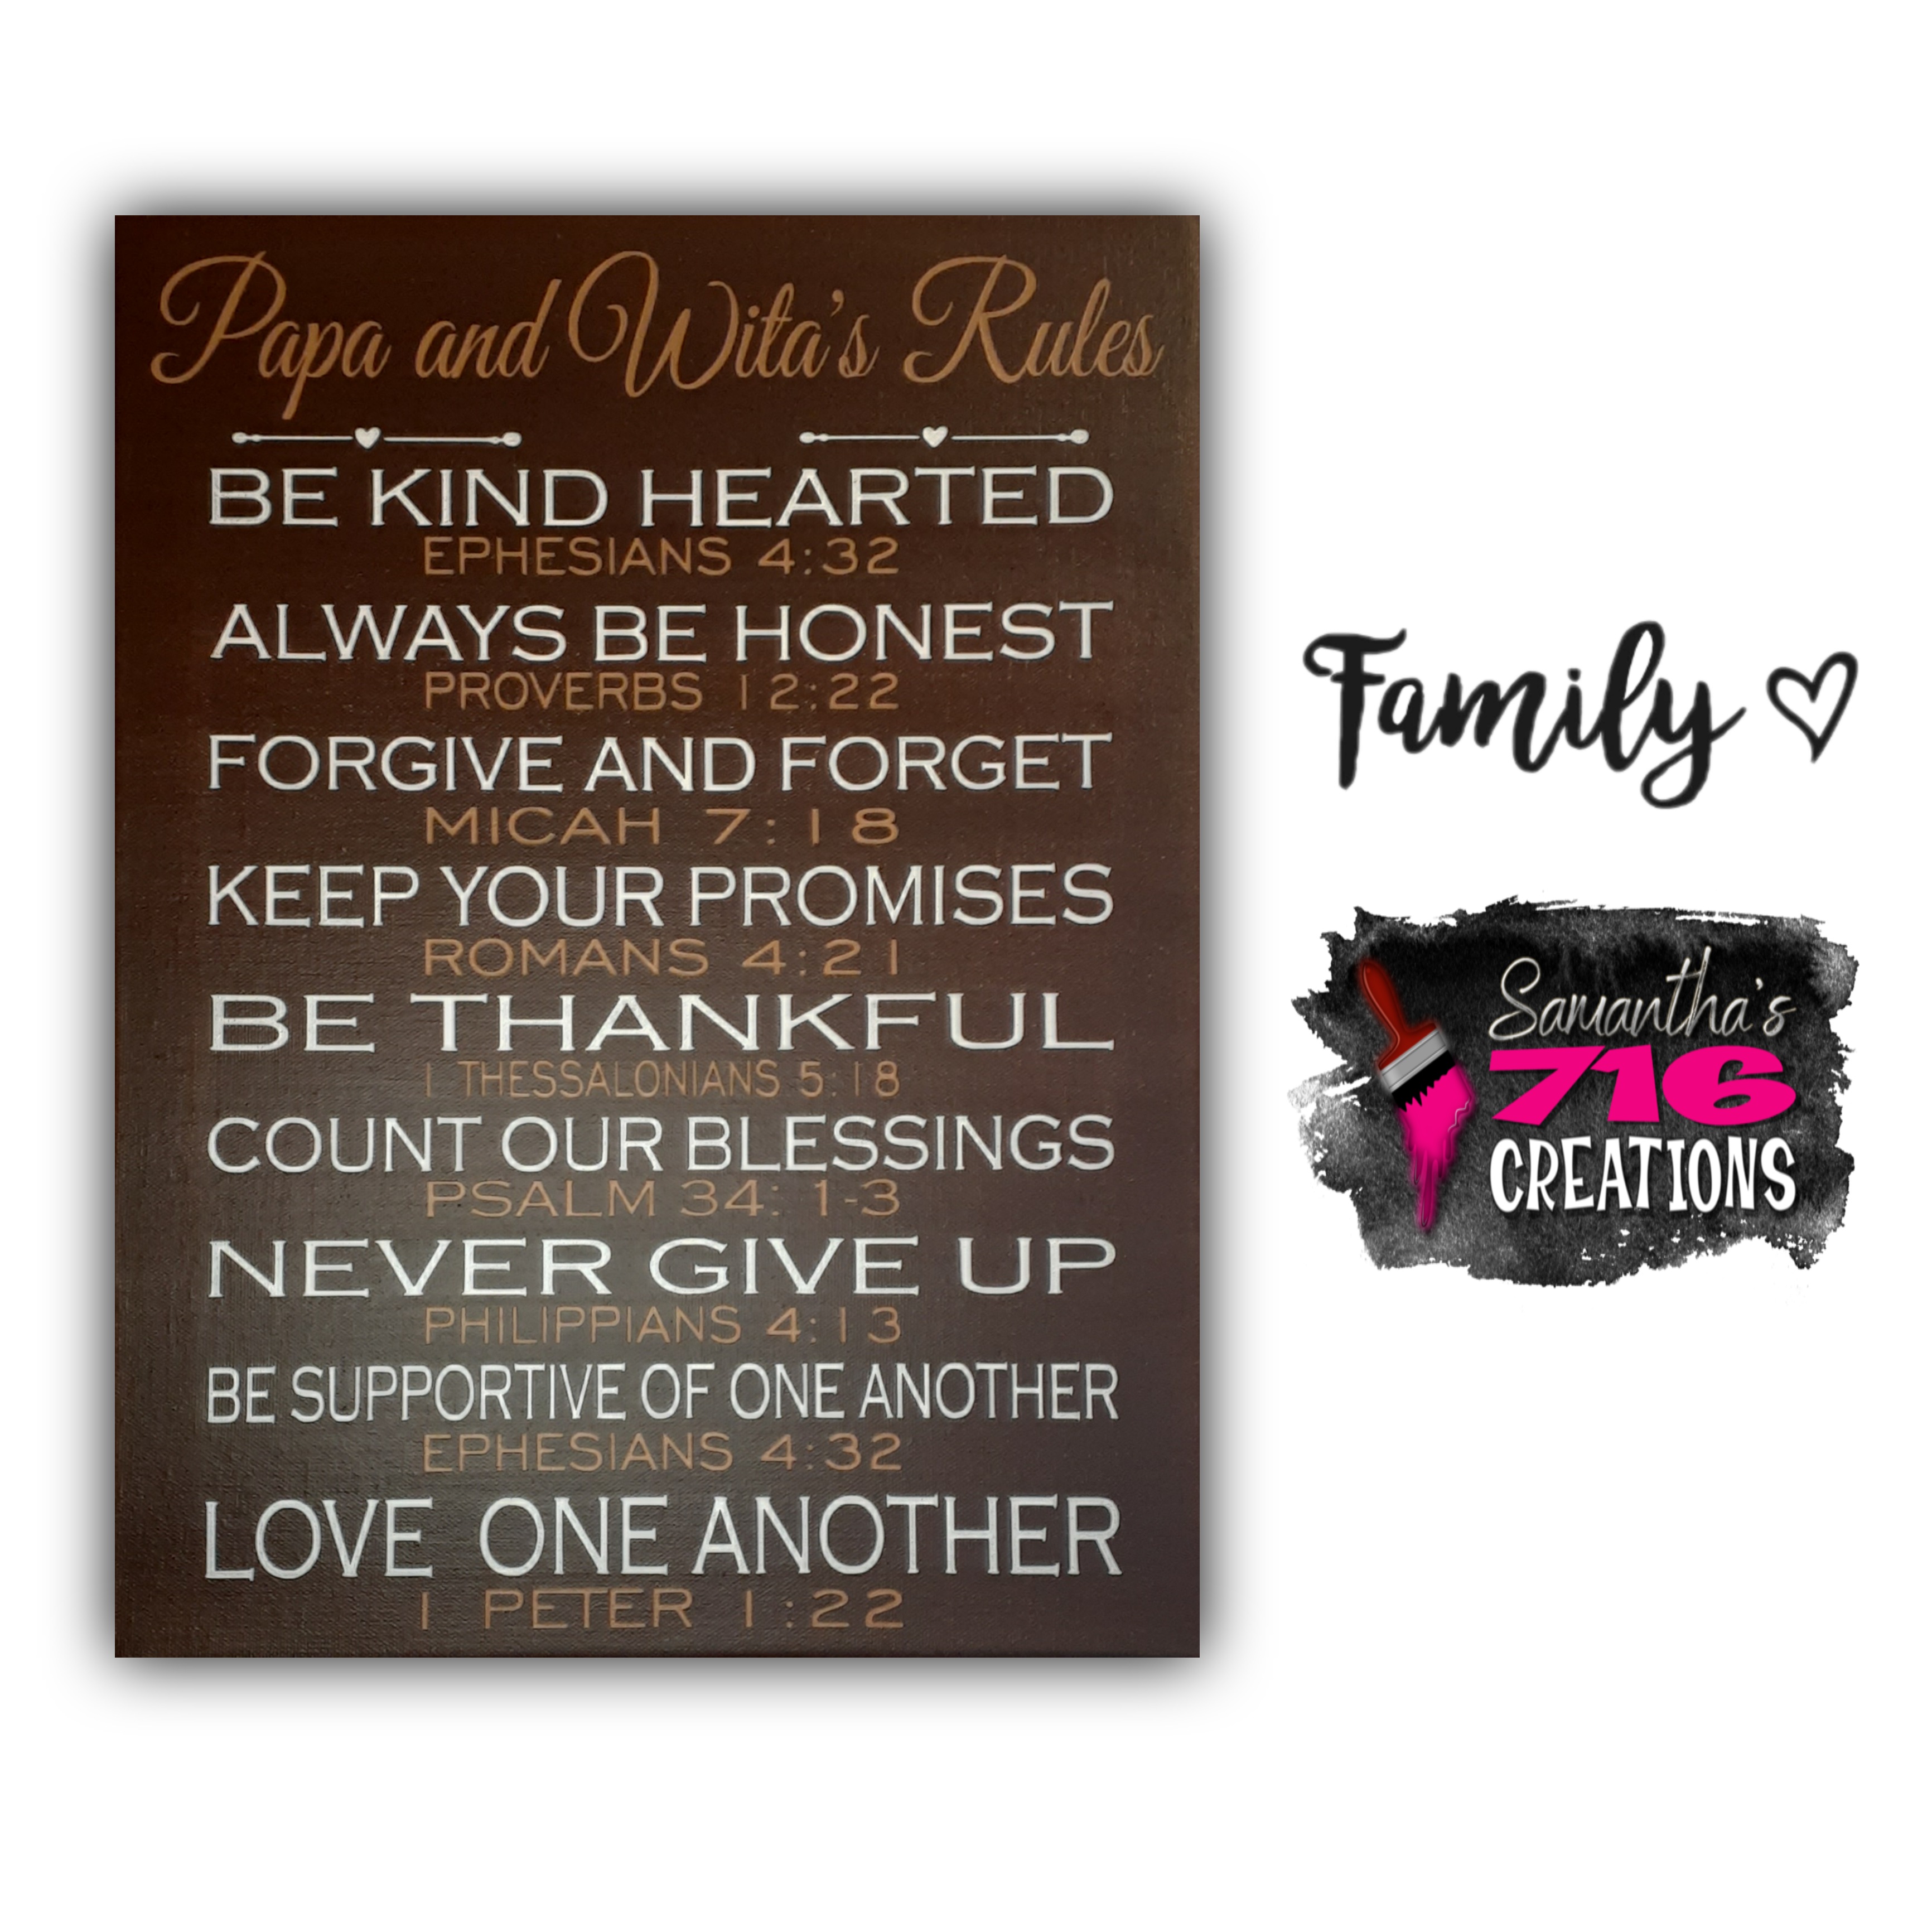 Papa and Wita's Rules
BE KIND HEARTED
EPHESIANS 4:32
ALWAYS BE HONEST
PROVERBS 12:22
FORGIVE AND FORGET
MICAH 7:18
KEEP YOUR PROMISES
ROMANS 4:21
BE THANKFUL
1 THESSALONIANS 5:18
COUNT OUR BLESSINGS
PSALM 34: 1-3
NEVER GIVE UP
PHILIPPIANS 4:13
BE SUPPORTIVE OF ONE ANOTHER
EPHESIANS 4:32
LOVE ONE ANOTHER
1 PETER 1:22
Family
Samantha's
716
CREATIONS